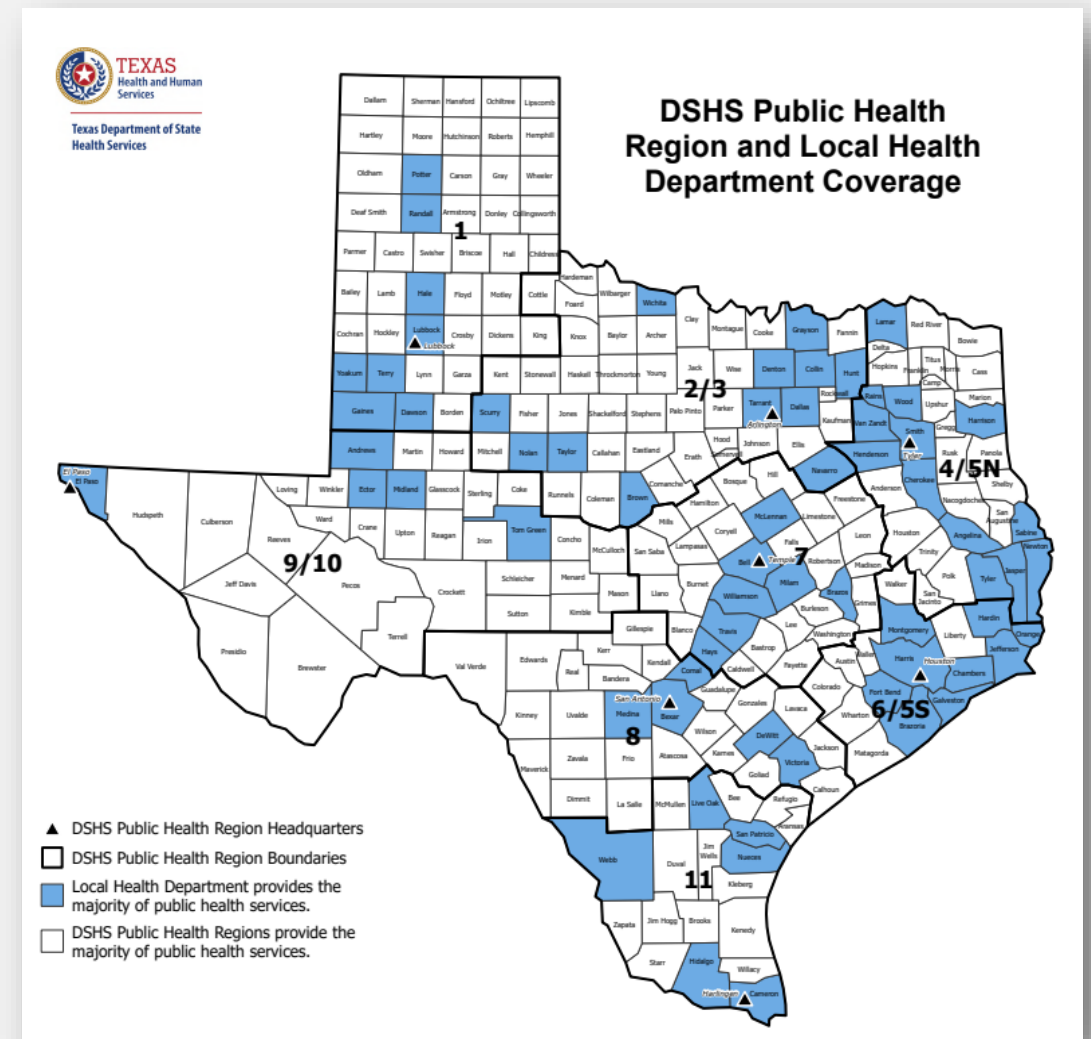 TEXAS
Health and Human
Services
Texas Department of State
Health Services
DSHS Public Health
Region and Local Health
Department Coverage
Dallam Sherman Hansford Ochiltree Lipscomb
Hartley Moore Hutchinson Roberts Hemphill
Oldham Potter Carson Gray Wheeler
Deaf Smith Randall Armstrong Donley Collingsworth
1
Parmer Castro Swisher Briscoe Hall Childress
Hardeman
Bailey Lamb Hale Floyd Motley Cottle Foard Wilbarger Wichita
Clay
Cochran Hockley Lubbock Crosby Dickens King Knox Baylor Archer Montague Cooke Grayson Fannin Lamar Red River Bowie
Lubbock
Delta
Yoakum Terry Lynn Garza Kent Stonewall Haskell Throckmorton Young Jack Wise Denton Collin Hunt Hopkins Franklin Titus Morris Cass
Camp
2/3
Rockwall Rains Wood Upshur Marion
Gaines Dawson Borden Scurry Fisher Jones Shackelford Stephens Palo Pinto Parker Tarrant Dallas Kaufman Van Zandt Gregg Harrison
Arlington
Smith
Tyler
Andrews Martin Howard Mitchell Nolan Taylor Callahan Eastland Erath Hood Somervell Johnson Ellis Henderson Rusk Panola
4/5N
El Paso
El Paso
Hudspeth Culberson Loving Winkler Ector Midland Glasscock Sterling Coke Runnels Coleman Brown Comanche Hamilton Bosque Hill Navarro Freestone Anderson Cherokee Nacogdoches Shelby
San Augustine Sabine
Reeves Ward Crane Upton Reagan Irion Tom Green Concho McCulloch San Saba Mills Lampasas Coryell McLennan Limestone Falls Leon Houston Angelina Newton
9/10
Bell Temple 7 Robertson Madison Trinity Polk Tyler Jasper
Jeff Davis Pecos Crockett Schleicher Menard Mason Llano Burnet Williamson Milam Brazos Grimes Walker San Jacinto Hardin
Sutton Kimble
Burleson
Presidio Brewster Terrell Val Verde Edwards Kerr Gillespie Blanco Travis Lee Washington Montgomery Liberty Orange
Real Bandera Kendall Hays Bastrop Fayette Austin Waller Harris Houston Chambers Jefferson
Comal Caldwell
Kinney Uvalde Medina San Antonio Bexar Guadalupe Gonzales Lavaca Colorado Wharton Fort Bend Galveston
6/5S
Brazoria
8
Maverick Zavala Frio Atascosa Wilson Karnes DeWitt Victoria Jackson Matagorda
Goliad Calhoun
Dimmit La Salle McMullen Live Oak Bee Refugio
Aransas
San Patricio
Webb Duval Jim Wells Nueces
11
Kleberg
Zapata Jim Hogg Brooks Kenedy
Starr Hidalgo Willacy
Harlingen Cameron
DSHS Public Health Region Headquarters
DSHS Public Health Region Boundaries
Local Health Department provides the
majority of public health services.
DSHS Public Health Regions provide the
majority of public health services.